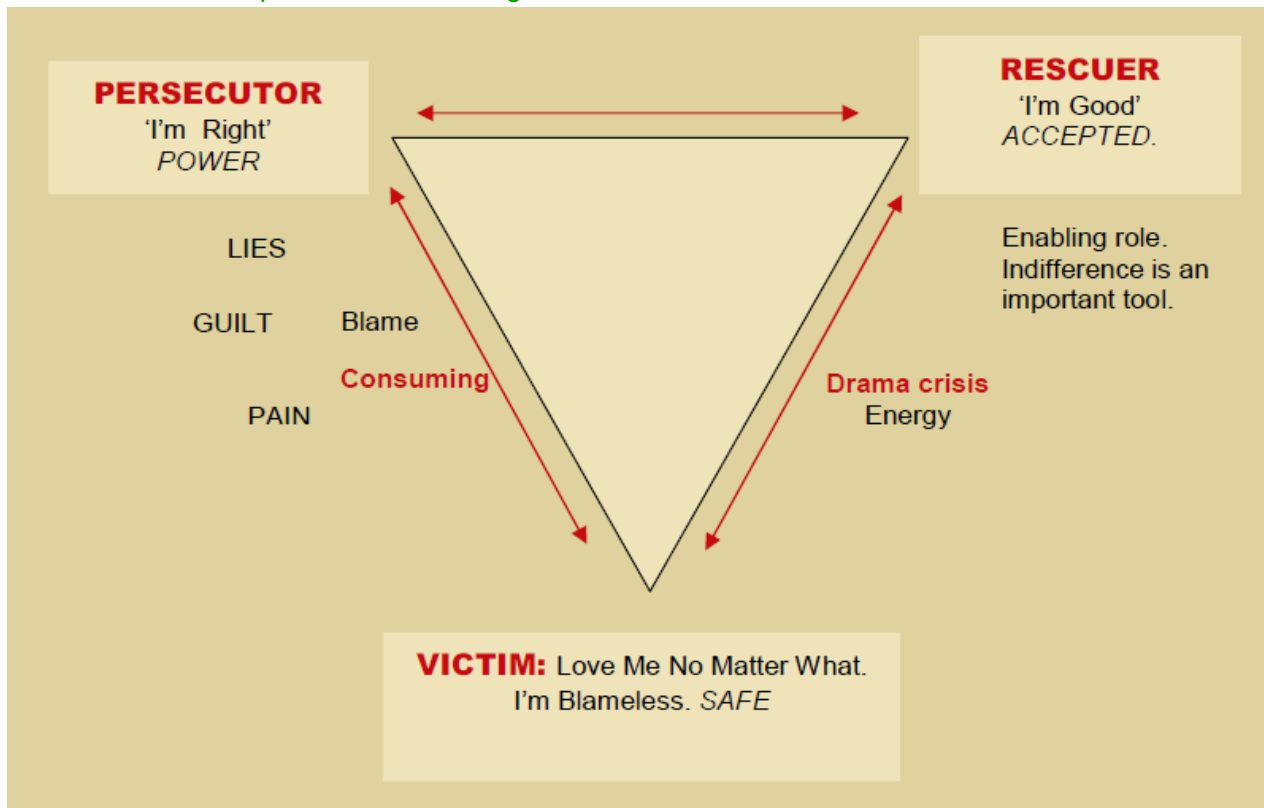 PERSECUTOR
‘I’m Right’
POWER
RESCUER
‘I’m Good’
ACCEPTED.
LIES
GUILT
Blame
Consuming
PAIN
Enabling role.
Indifference is an
important tool.
Drama crisis
Energy
VICTIM: Love Me No Matter What.
I’m Blameless. SAFE